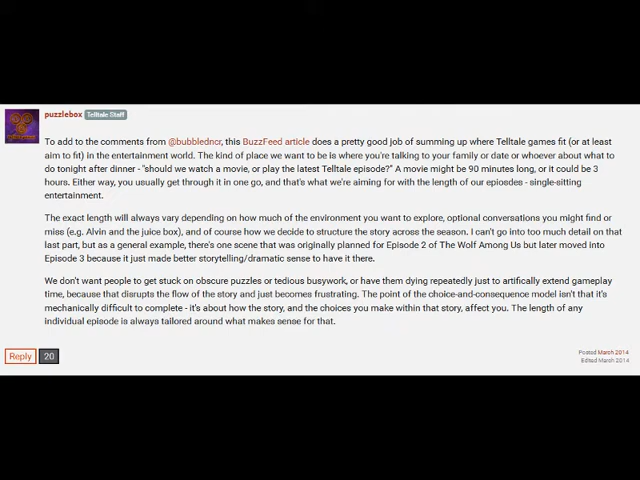 puzzlebox Telltale Staff
To add to the comments from @bubbledncr, this BuzzFeed article does a pretty good job of summing up where Telltale games fit (or at least
aim to fit) in the entertainment world. The kind of place we want to be is where you're talking to your family or date or whoever about what to
do tonight after dinner - "should we watch a movie, or play the latest Telltale episode?" A movie might be 90 minutes long, or it could be 3
hours. Either way, you usually get through it in one go, and that's what we're aiming for with the length of our epiosdes - single-sitting
entertainment.
The exact length will always vary depending on how much of the environment you want to explore, optional conversations you might find or
miss (e.g. Alvin and the juice box), and of course how we decide to structure the story across the season. I can't go into too much detail on that
last part, but as a general example, there's one scene that was originally planned for Episode 2 of The Wolf Among Us but later moved into
Episode 3 because it just made better storytelling/dramatic sense to have it there.
We don't want people to get stuck on obscure puzzles or tedious busywork, or have them dying repeatedly just to artifically extend gameplay
time, because that disrupts the flow of the story and just becomes frustrating. The point of the choice-and-consequence model isn't that it's
mechanically difficult to complete - it's about how the story, and the choices you make within that story, affect you. The length of any
individual episode is always tailored around what makes sense for that.
Reply 20
Posted March 2014
Edited March 2014